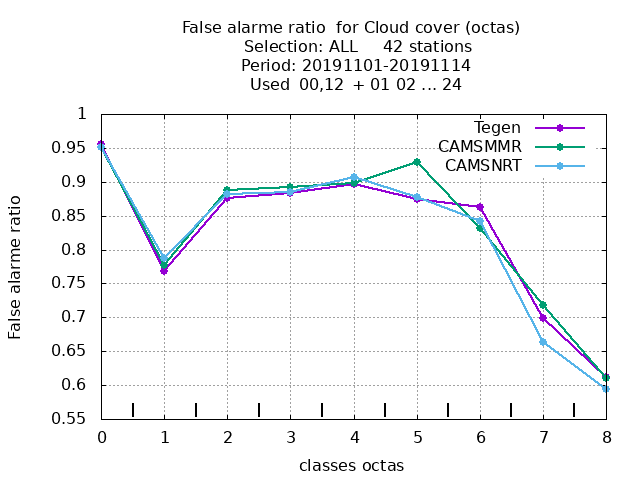 False alarme ratio  for Cloud cover (octas)
Selection: ALL     42 stations
Period: 20191101-20191114
Used  00,12  + 01 02 ... 24
Tegen
CAMSMMR
CAMSNRT
1
0.95
0.9
0.85
0.8
0.75
0.7
0.65
0.6
0.55
False alarme ratio
0 1 2 3 4 5 6 7 8
classes octas